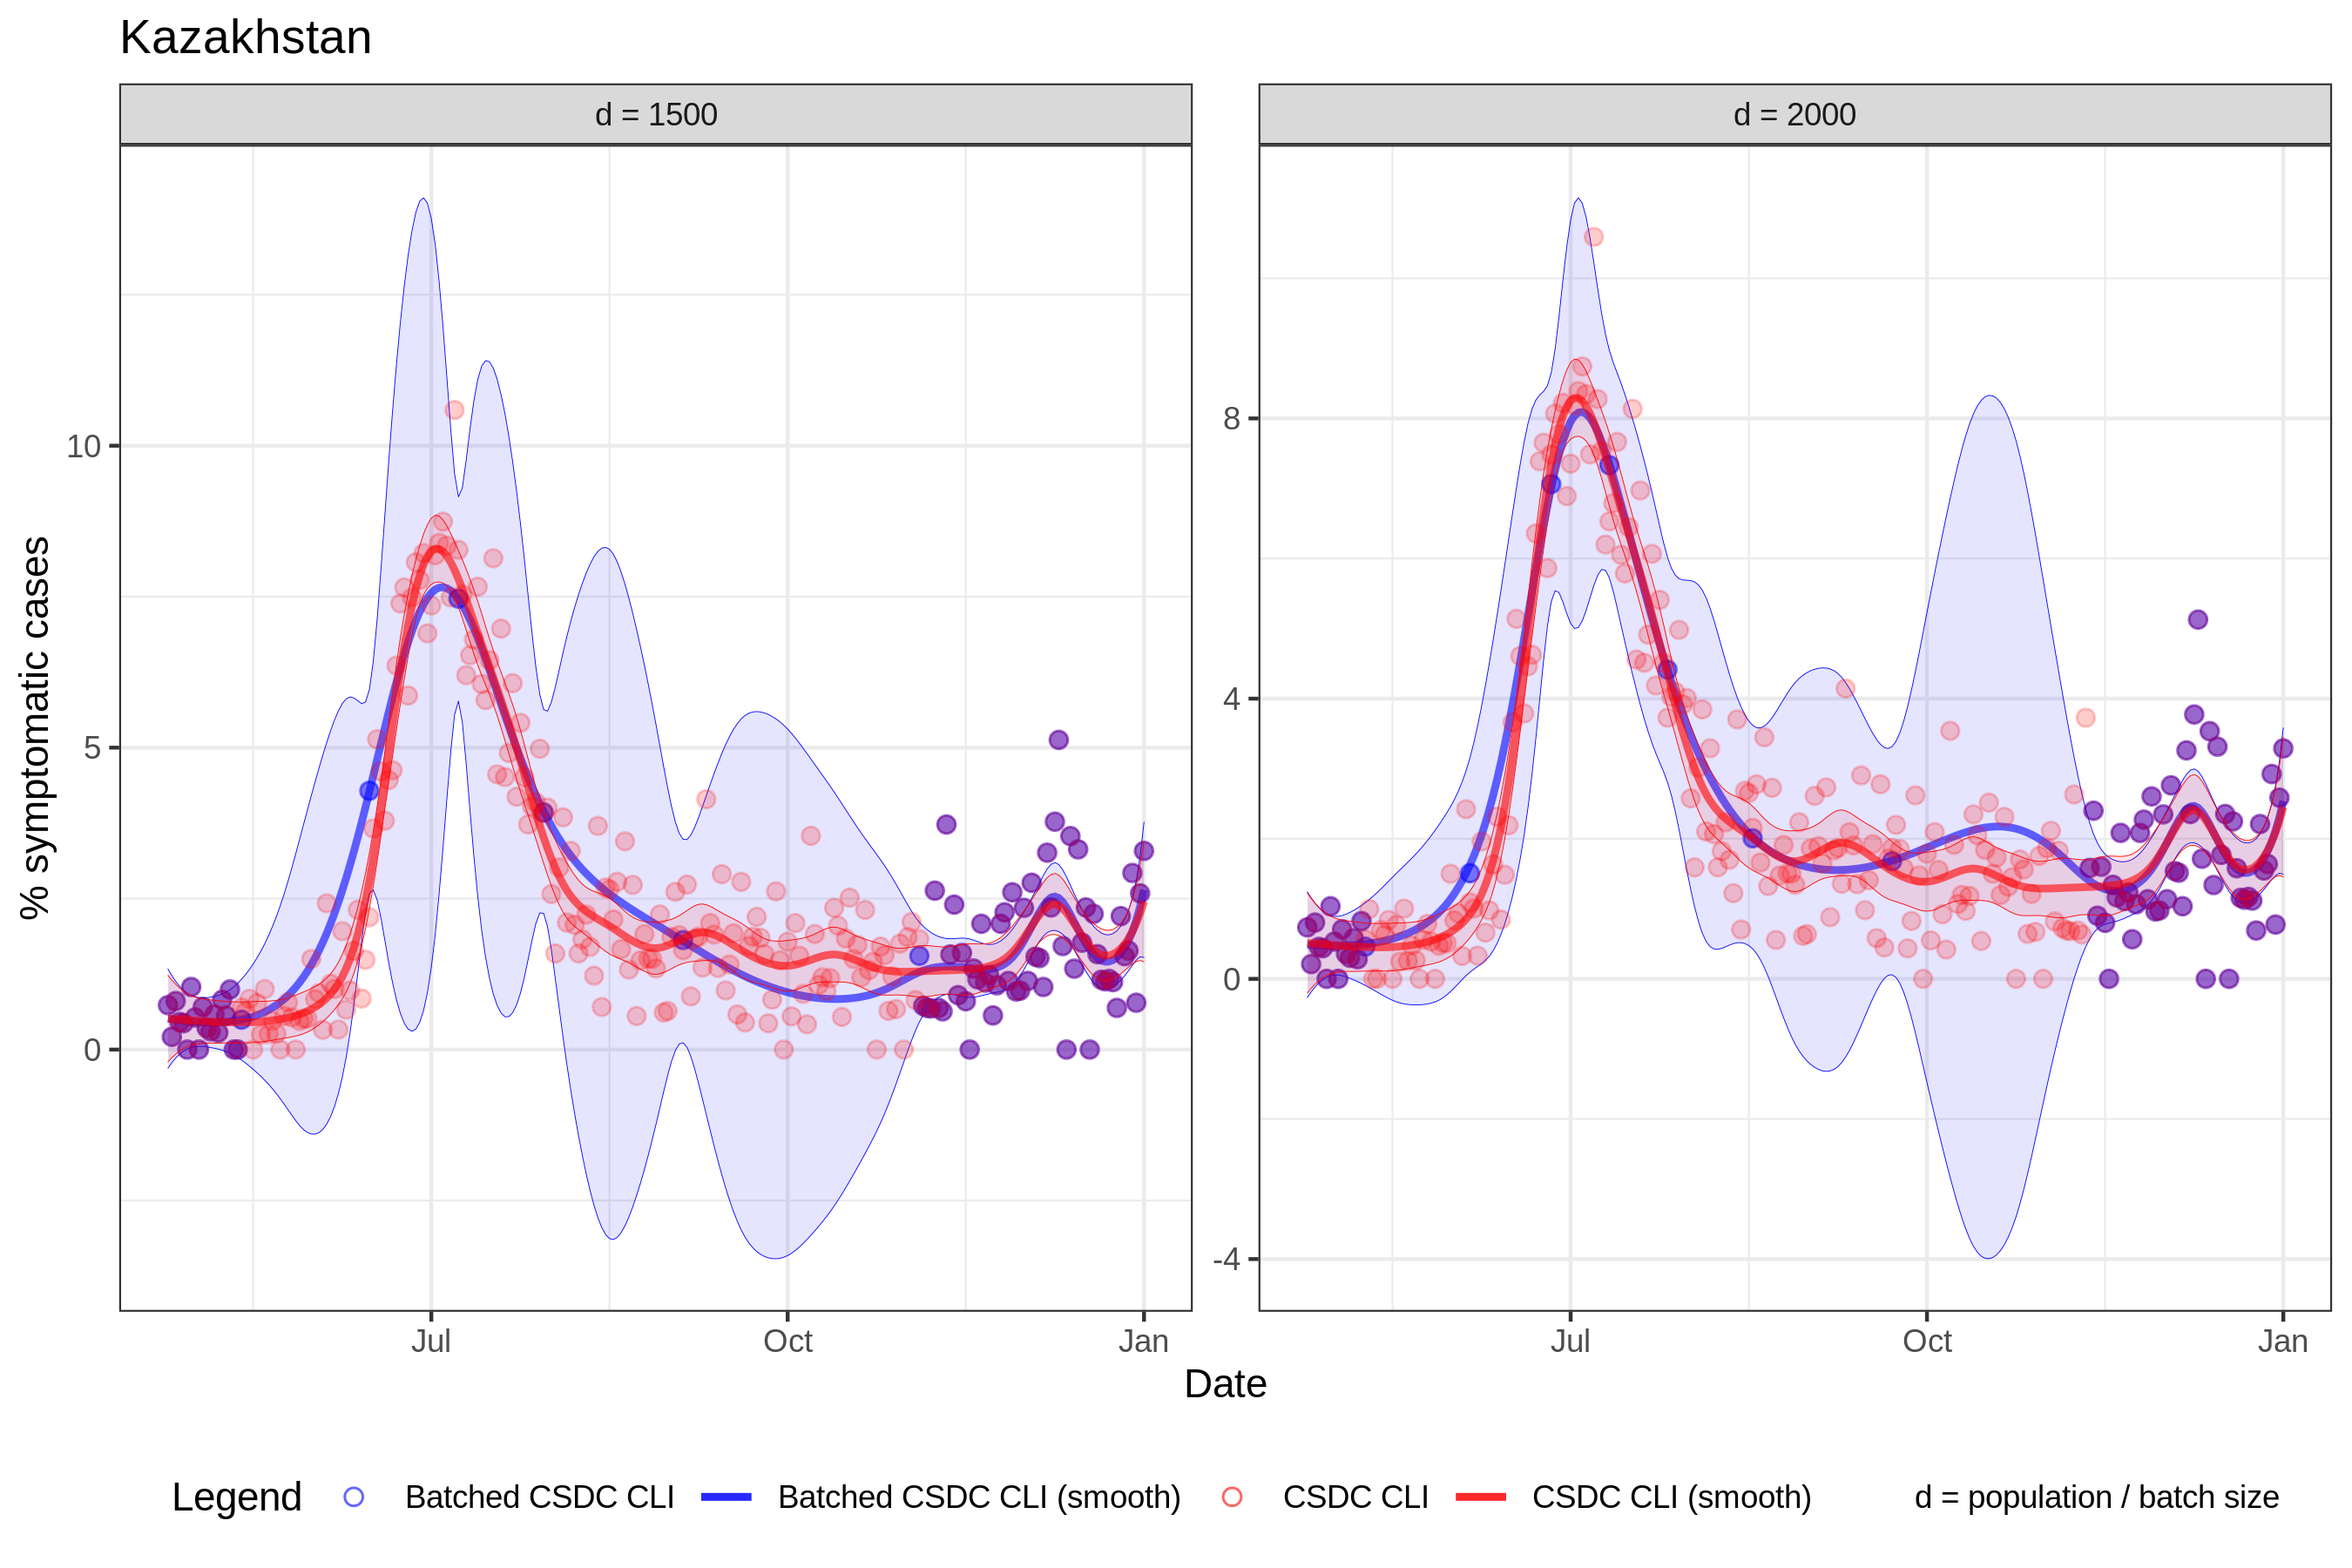 Kazakhstan
d = 1500
d = 2000
% symptomatic cases
10
5
0
8
4
0
-4
Jul
Oct
Jan
Jul
Oct
Jan
Date
Legend Batched CSDC CLI Batched CSDC CLI (smooth) CSDC CLI CSDC CLI (smooth) d = population / batch size